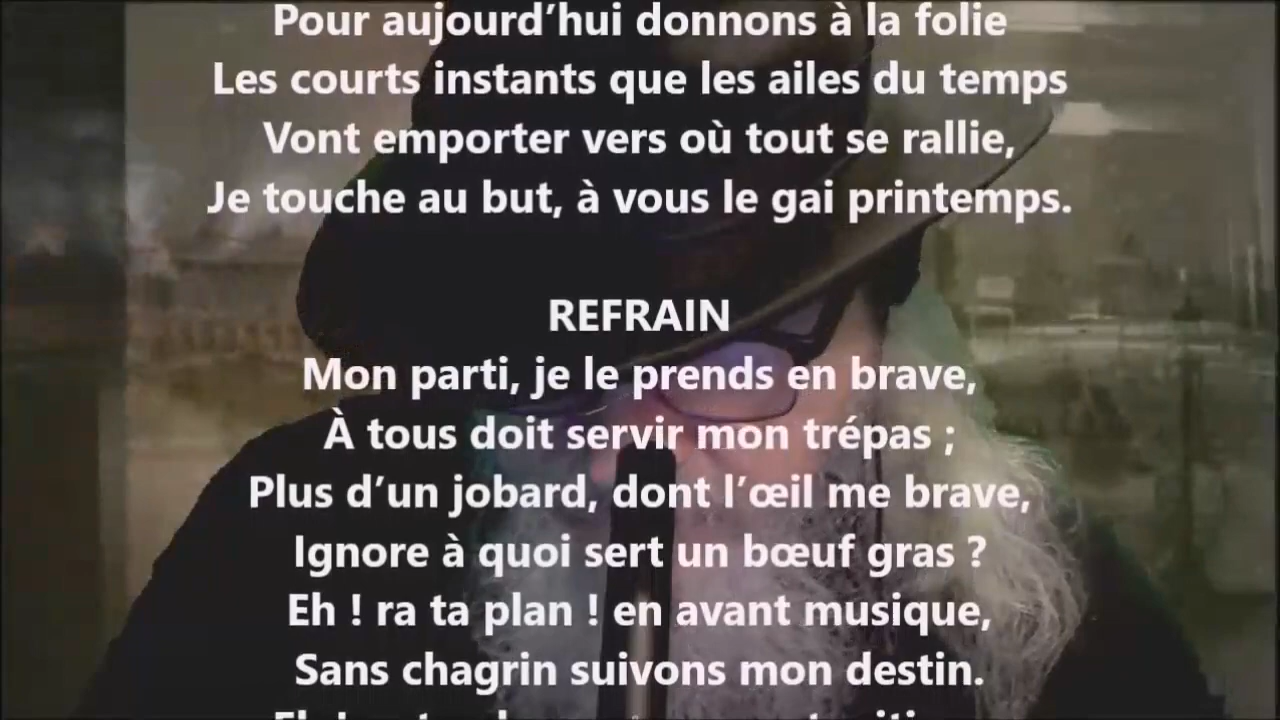 Pour aujourd’hui donnons à la folie
Les courts instants que les ailes du temps
Vont emporter vers où tout se rallie,
Je touche au but, à vous le gai printemps.
REFRAIN
Mon parti, je le prends en brave,
À tous doit servir mon trépas ;
Plus d’un jobard, dont l’œil me brave,
Ignore à quoi sert un bœuf gras ?
Eh ! ra ta plan ! en avant musique,
Sans chagrin suivons mon destin.